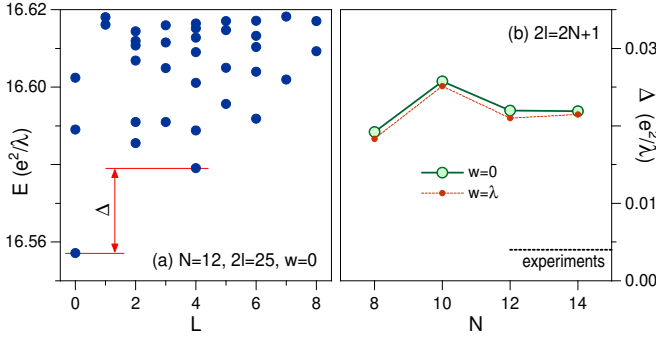 16.62
16.60
16.58
16.56
E (e²/λ)
Δ
(a) N=12, 2l=25, w=0
0 2 4 6 8
L
(b) 2l=2N+1
w=0
w=λ
experiments
8 10 12 14
N
0.03
0.02
0.01
0.00
Δ (e²/λ)